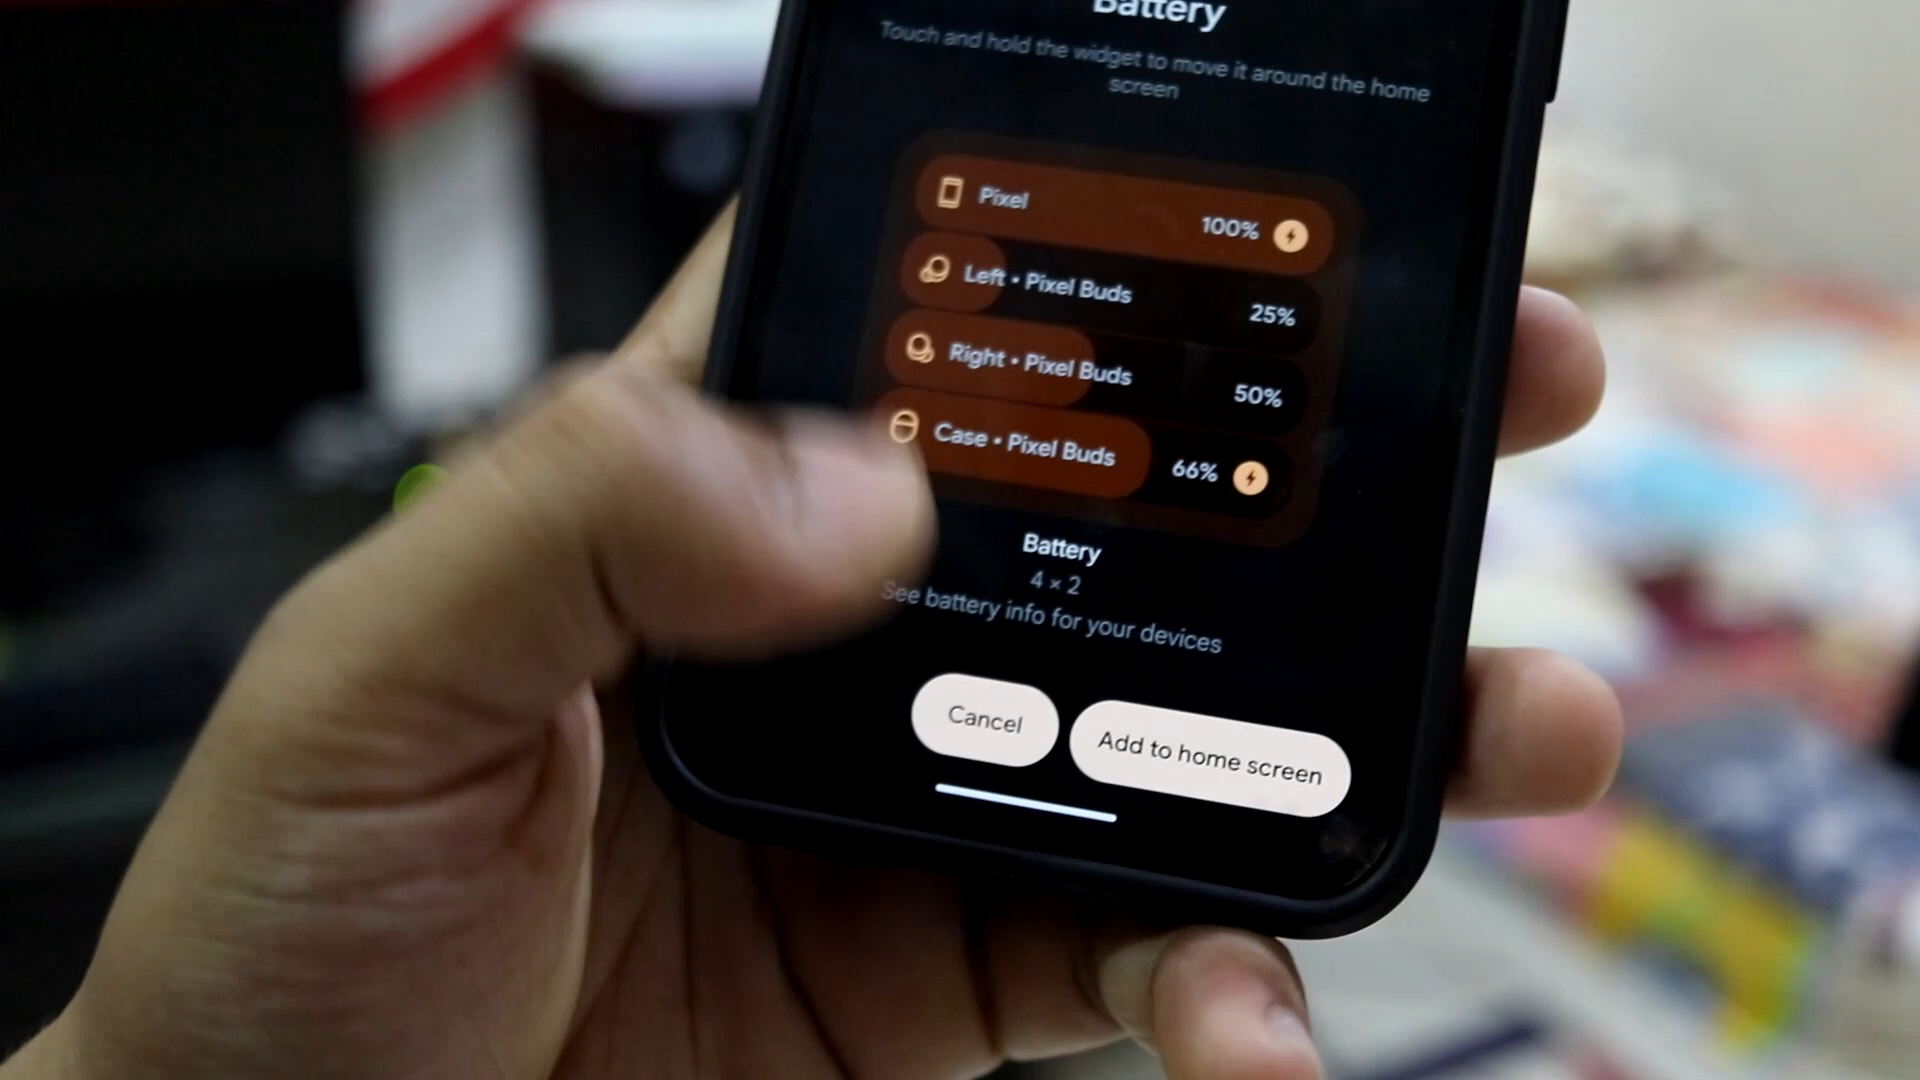 Battery
Touch and hold the widget to move it around the home
screen
Pixel 100%
Left • Pixel Buds 25%
Right • Pixel Buds 50%
Case • Pixel Buds 66%
Battery
4 × 2
See battery info for your devices
Cancel Add to home screen